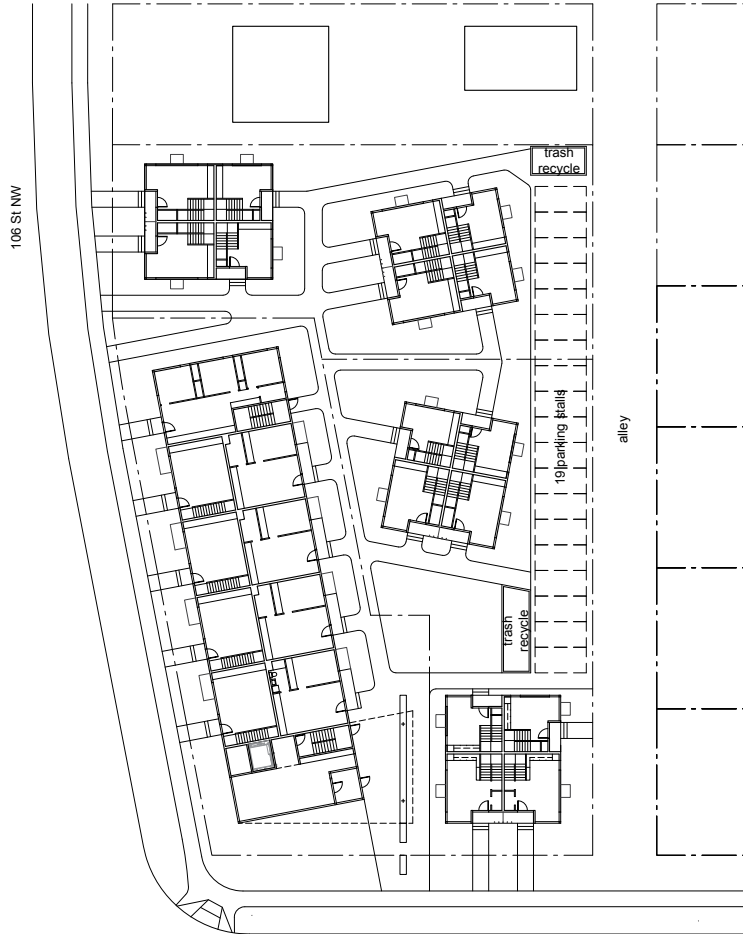 trash
recycle
106 St NW
19 parking stalls
alley
trash
recycle